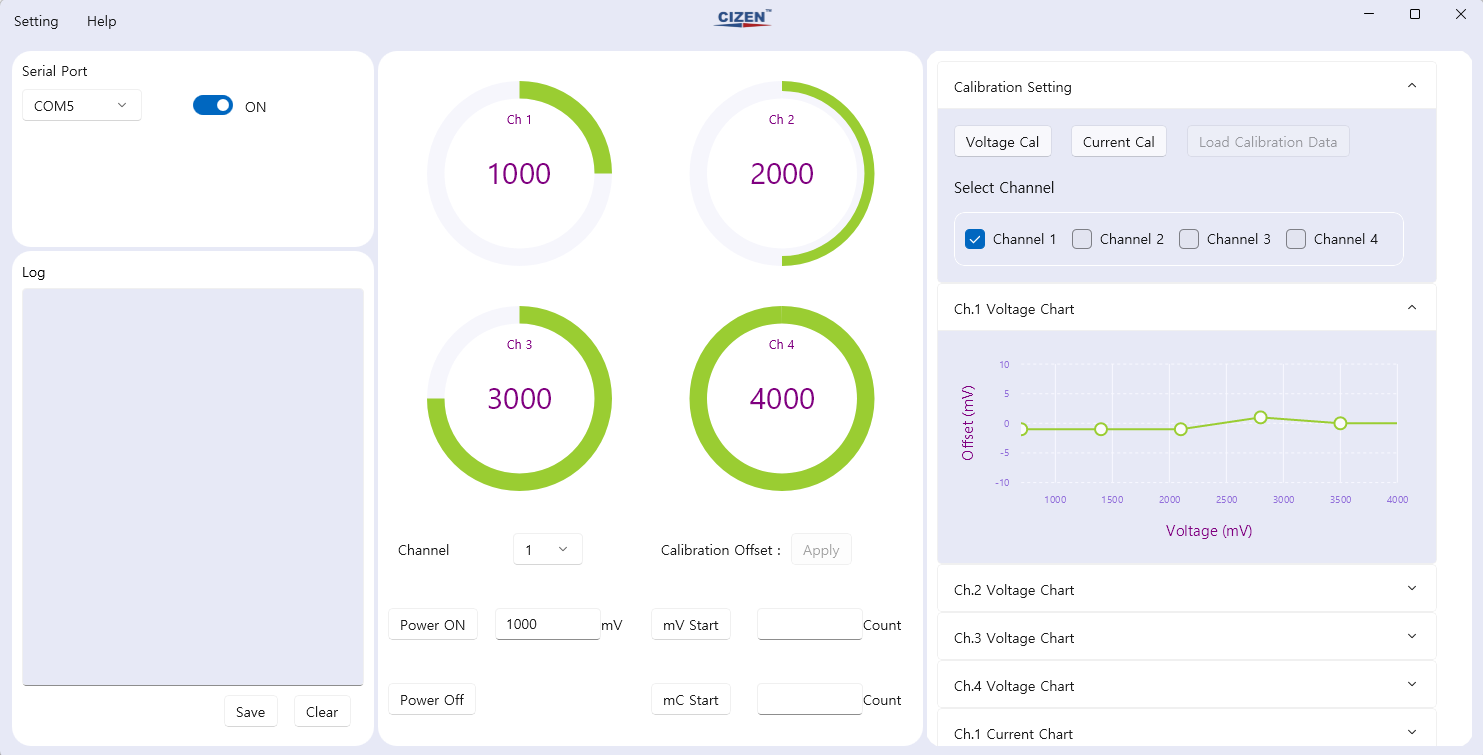 Setting Help
CIZEN™
Serial Port
COM5
ON
Log
Save
Clear
Ch 1
1000
Ch 2
2000
Ch 3
3000
Ch 4
4000
Channel
1
Calibration Offset :
Apply
Power ON
1000
mV
mV Start
Count
Power Off
mC Start
Count
Calibration Setting
Voltage Cal
Current Cal
Load Calibration Data
Select Channel
Channel 1
Channel 2
Channel 3
Channel 4
Ch.1 Voltage Chart
Offset (mV)
10
5
0
-5
-10
1000 1500 2000 2500 3000 3500 4000
Voltage (mV)
Ch.2 Voltage Chart
Ch.3 Voltage Chart
Ch.4 Voltage Chart
Ch.1 Current Chart